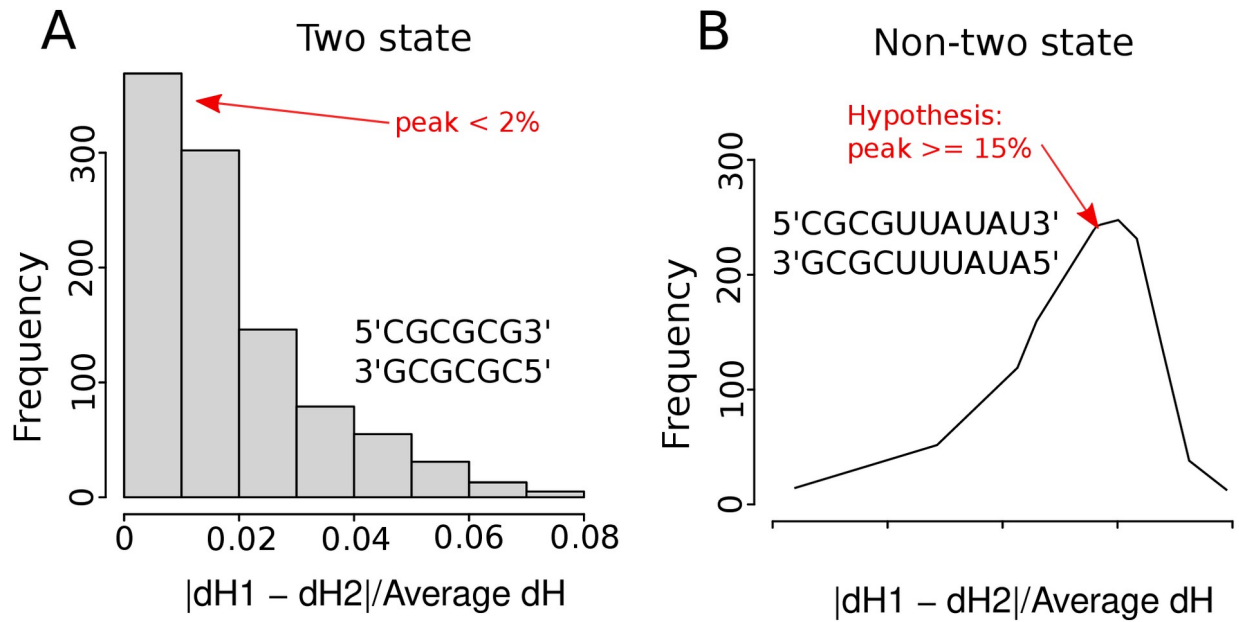 A
Two state
peak < 2%
5'CGCGCG3'
3'GCGCGC5'
Frequency
0
100
200
300
0
0.02
0.04
0.06
0.08
|dH1 – dH2|/Average dH
B
Non-two state
Hypothesis:
peak >= 15%
5'CGCGUUAUAU3'
3'GCGCUUUAUA5'
Frequency
0
100
200
300
|dH1 – dH2|/Average dH